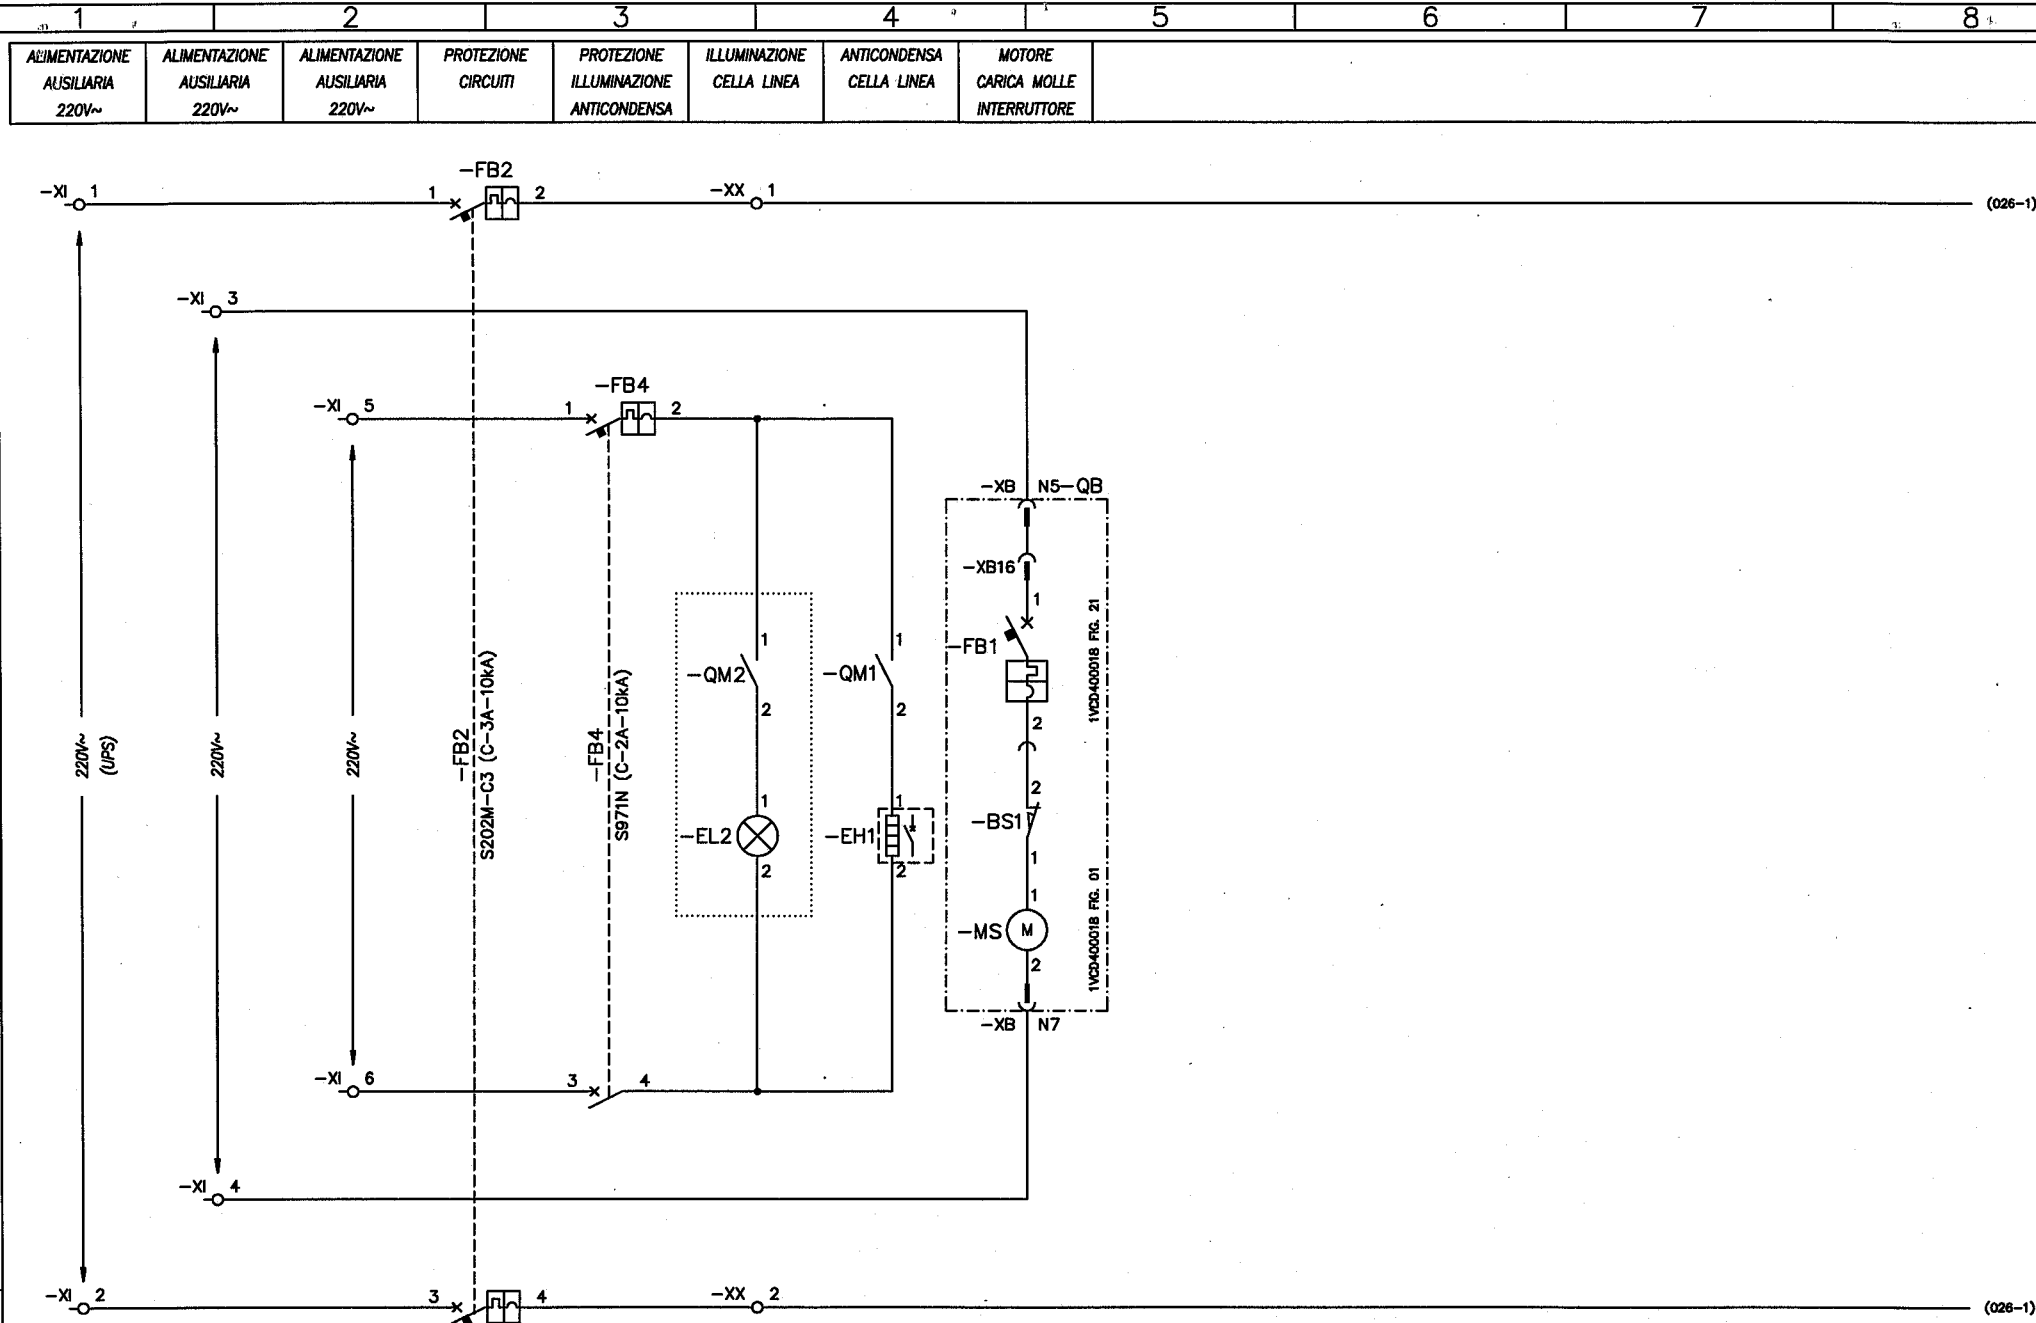 1 2 3 4 5 6 7 8
ALIMENTAZIONE
AUSILIARIA
220V~
ALIMENTAZIONE
AUSILIARIA
220V~
ALIMENTAZIONE
AUSILIARIA
220V~
PROTEZIONE
CIRCUITI
PROTEZIONE
ILLUMINAZIONE
ANTICONDENSA
ILLUMINAZIONE
CELLA LINEA
ANTICONDENSA
CELLA LINEA
MOTORE
CARICA MOLLE
INTERRUTTORE
-FB2
-XI 1
1 2
-XX 1
(026-1)
-XI 3
-FB4
-XI 5
1 2
-XB N5-QB
-XB16
1
-FB1
2
1VCD400018 FIG. 21
1
-QM2
2
1
-QM1
2
220V~
(UPS)
220V~
220V~
-FB2
S202M-C3 (C-3A-10kA)
-FB4
S971N (C-2A-10kA)
1
-EL2
2
1
-EH1
2
2
-BS1
1
1
-MS M
2
1VCD400018 FIG. 01
-XB N7
-XI 6
3 4
-XI 4
-XI 2
3 4
-XX 2
(026-1)